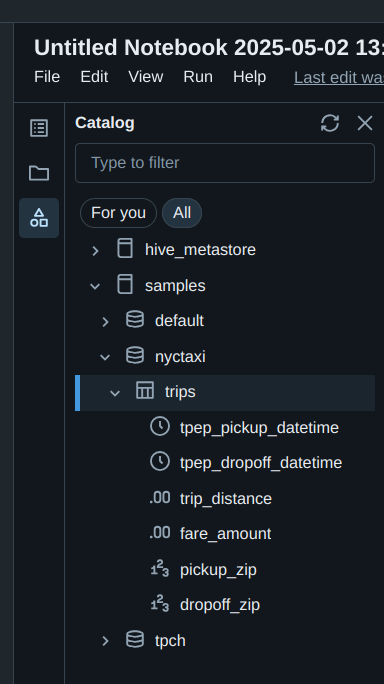 Untitled Notebook 2025-05-02 13:
File Edit View Run Help Last edit was
Catalog
Type to filter
For you All
hive_metastore
samples
default
nyctaxi
trips
tpep_pickup_datetime
tpep_dropoff_datetime
.00 trip_distance
.00 fare_amount
123 pickup_zip
123 dropoff_zip
tpch